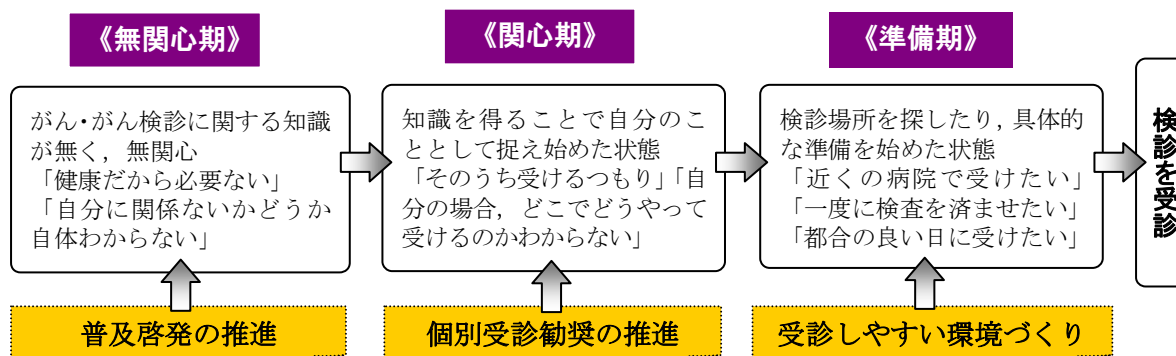 《無関心期》
がん・がん検診に関する知識
が無く，無関心
「健康だから必要ない」
「自分に関係ないかどうか
自体わからない」
普及啓発の推進
《関心期》
知識を得ることで自分のこ
ととして捉え始めた状態
「そのうち受けるつもり」「自
分の場合，どこでどうやって
受けるのかわからない」
個別受診勧奨の推進
《準備期》
検診場所を探したり，具体的
な準備を始めた状態
「近くの病院で受けたい」
「一度に検査を済ませたい」
「都合の良い日に受けたい」
受診しやすい環境づくり
検診を受診